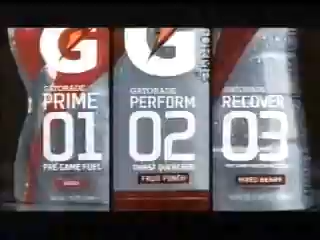 G
GATORADE
PRIME
01
PRE GAME FUEL
G
GATORADE
PERFORM
02
THIRST QUENCHER
FRUIT PUNCH
GATORADE
RECOVER
03
MIXED BERRY